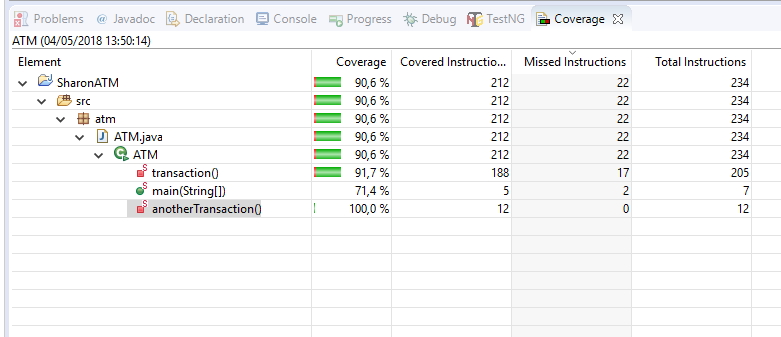 Problems @ Javadoc Declaration Console Progress Debug TestNG Coverage
ATM (04/05/2018 13:50:14)
Element Coverage Covered Instructio... Missed Instructions Total Instructions
SharonATM 90,6 % 212 22 234
src 90,6 % 212 22 234
atm 90,6 % 212 22 234
ATM.java 90,6 % 212 22 234
ATM 90,6 % 212 22 234
transaction() 91,7 % 188 17 205
main(String[]) 71,4 % 5 2 7
anotherTransaction() 100,0 % 12 0 12